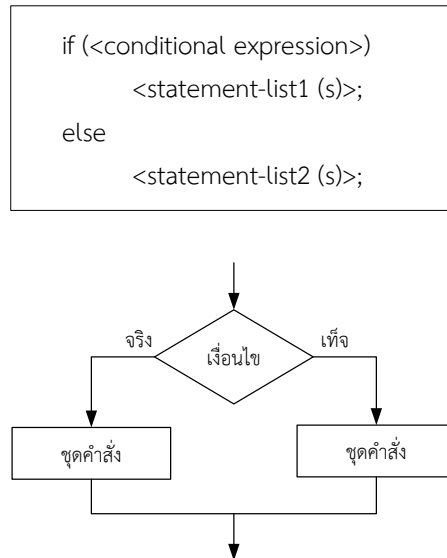 if (<conditional expression>)
<statement-list1 (s)>;
else
<statement-list2 (s)>;
จริง
เงื่อนไข
เท็จ
ชุดคำสั่ง
ชุดคำสั่ง